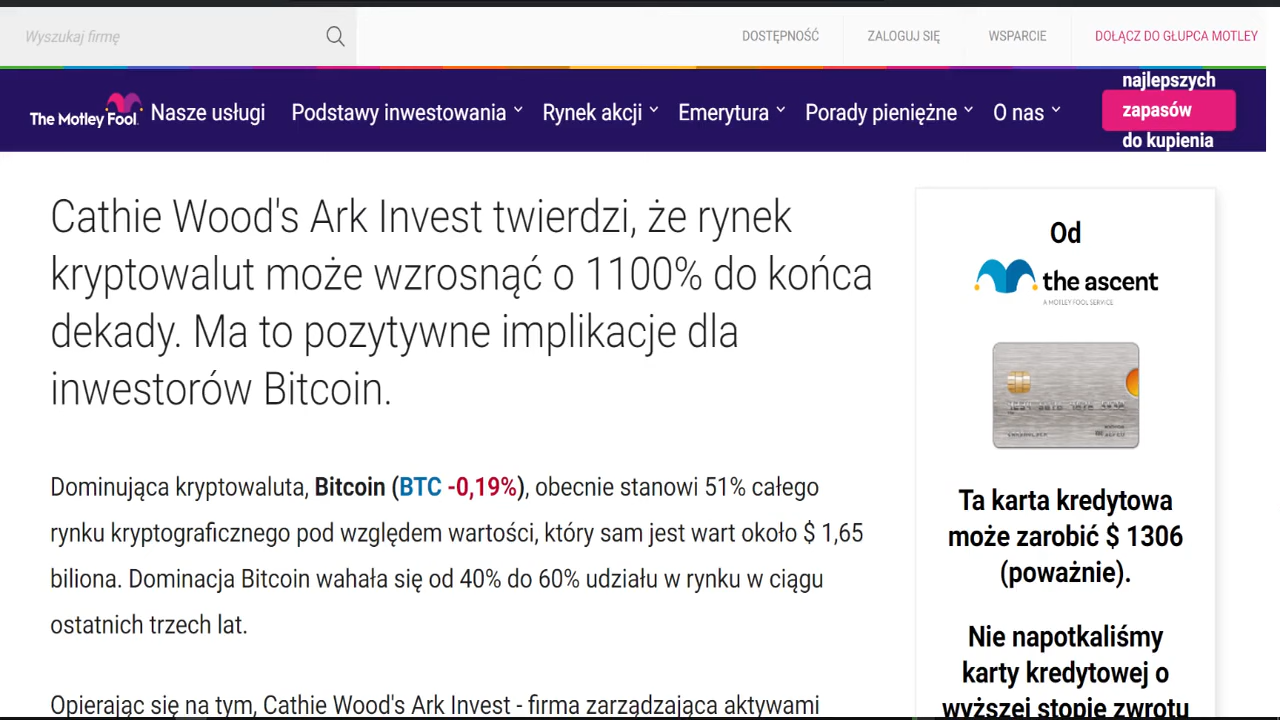 Wyszukaj firmę
DOSTĘPNOŚĆ
ZALOGUJ SIĘ
WSPARCIE
DOŁĄCZ DO GŁUPCA MOTLEY
The Motley Fool.
Nasze usługi
Podstawy inwestowania
Rynek akcji
Emerytura
Porady pieniężne
O nas
najlepszych
zapasów
do kupienia
Cathie Wood's Ark Invest twierdzi, że rynek
kryptowalut może wzrosnąć o 1100% do końca
dekady. Ma to pozytywne implikacje dla
inwestorów Bitcoin.
Dominująca kryptowaluta, Bitcoin (BTC -0,19%), obecnie stanowi 51% całego
rynku kryptograficznego pod względem wartości, który sam jest wart około $ 1,65
biliona. Dominacja Bitcoin wahała się od 40% do 60% udziału w rynku w ciągu
ostatnich trzech lat.
Opierając się na tym, Cathie Wood's Ark Invest - firma zarządzająca aktywami
Od
the ascent
A MOTLEY FOOL SERVICE
Ta karta kredytowa
może zarobić $ 1306
(poważnie).
Nie napotkaliśmy
karty kredytowej o
wyższej stopie zwrotu